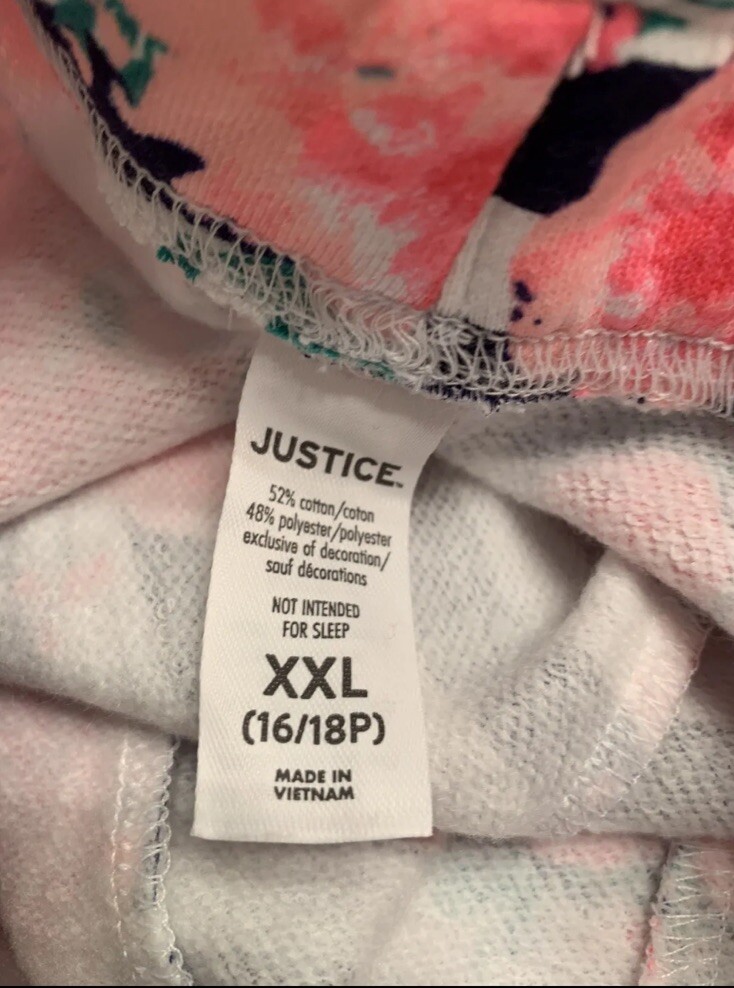 JUSTICE™
52% cotton/coton
48% polyester/polyester
exclusive of decoration/
sauf décorations
NOT INTENDED
FOR SLEEP
XXL
(16/18P)
MADE IN
VIETNAM